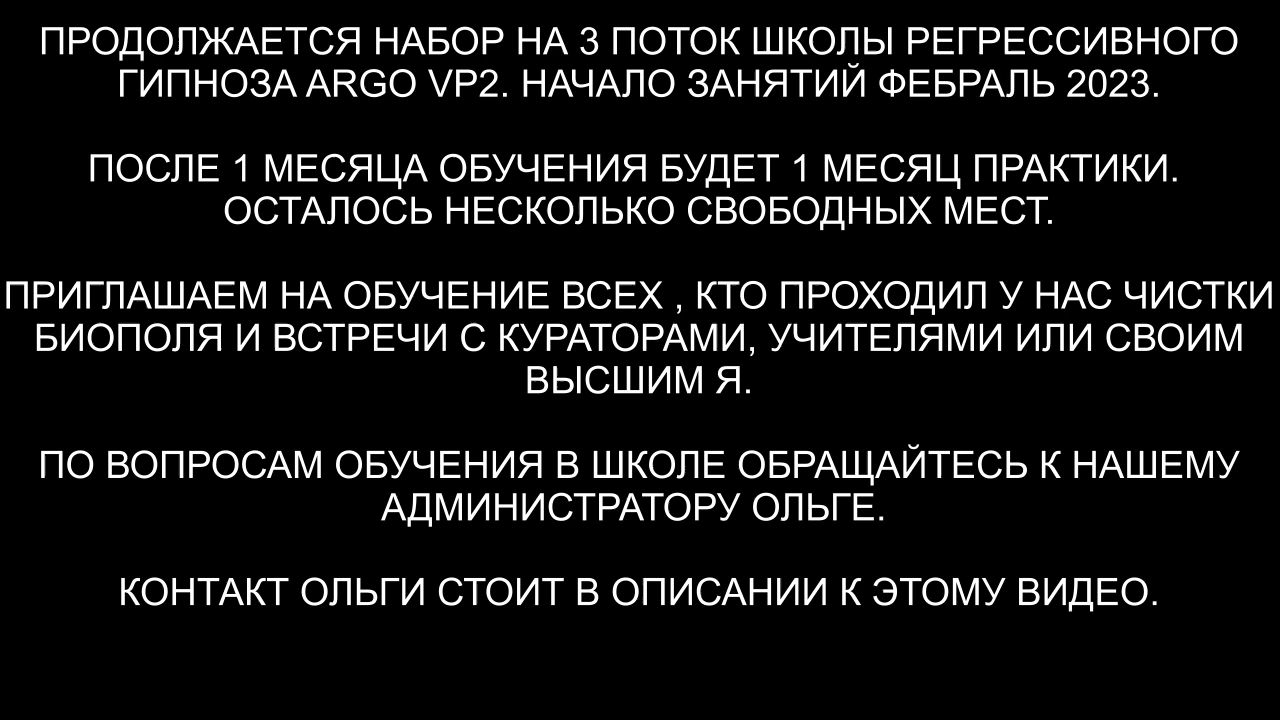 ПРОДОЛЖАЕТСЯ НАБОР НА 3 ПОТОК ШКОЛЫ РЕГРЕССИВНОГО
ГИПНОЗА ARGO VP2. НАЧАЛО ЗАНЯТИЙ ФЕБРАЛЬ 2023.
ПОСЛЕ 1 МЕСЯЦА ОБУЧЕНИЯ БУДЕТ 1 МЕСЯЦ ПРАКТИКИ.
ОСТАЛОСЬ НЕСКОЛЬКО СВОБОДНЫХ МЕСТ.
ПРИГЛАШАЕМ НА ОБУЧЕНИЕ ВСЕХ , КТО ПРОХОДИЛ У НАС ЧИСТКИ
БИОПОЛЯ И ВСТРЕЧИ С КУРАТОРАМИ, УЧИТЕЛЯМИ ИЛИ СВОИМ
ВЫСШИМ Я.
ПО ВОПРОСАМ ОБУЧЕНИЯ В ШКОЛЕ ОБРАЩАЙТЕСЬ К НАШЕМУ
АДМИНИСТРАТОРУ ОЛЬГЕ.
КОНТАКТ ОЛЬГИ СТОИТ В ОПИСАНИИ К ЭТОМУ ВИДЕО.